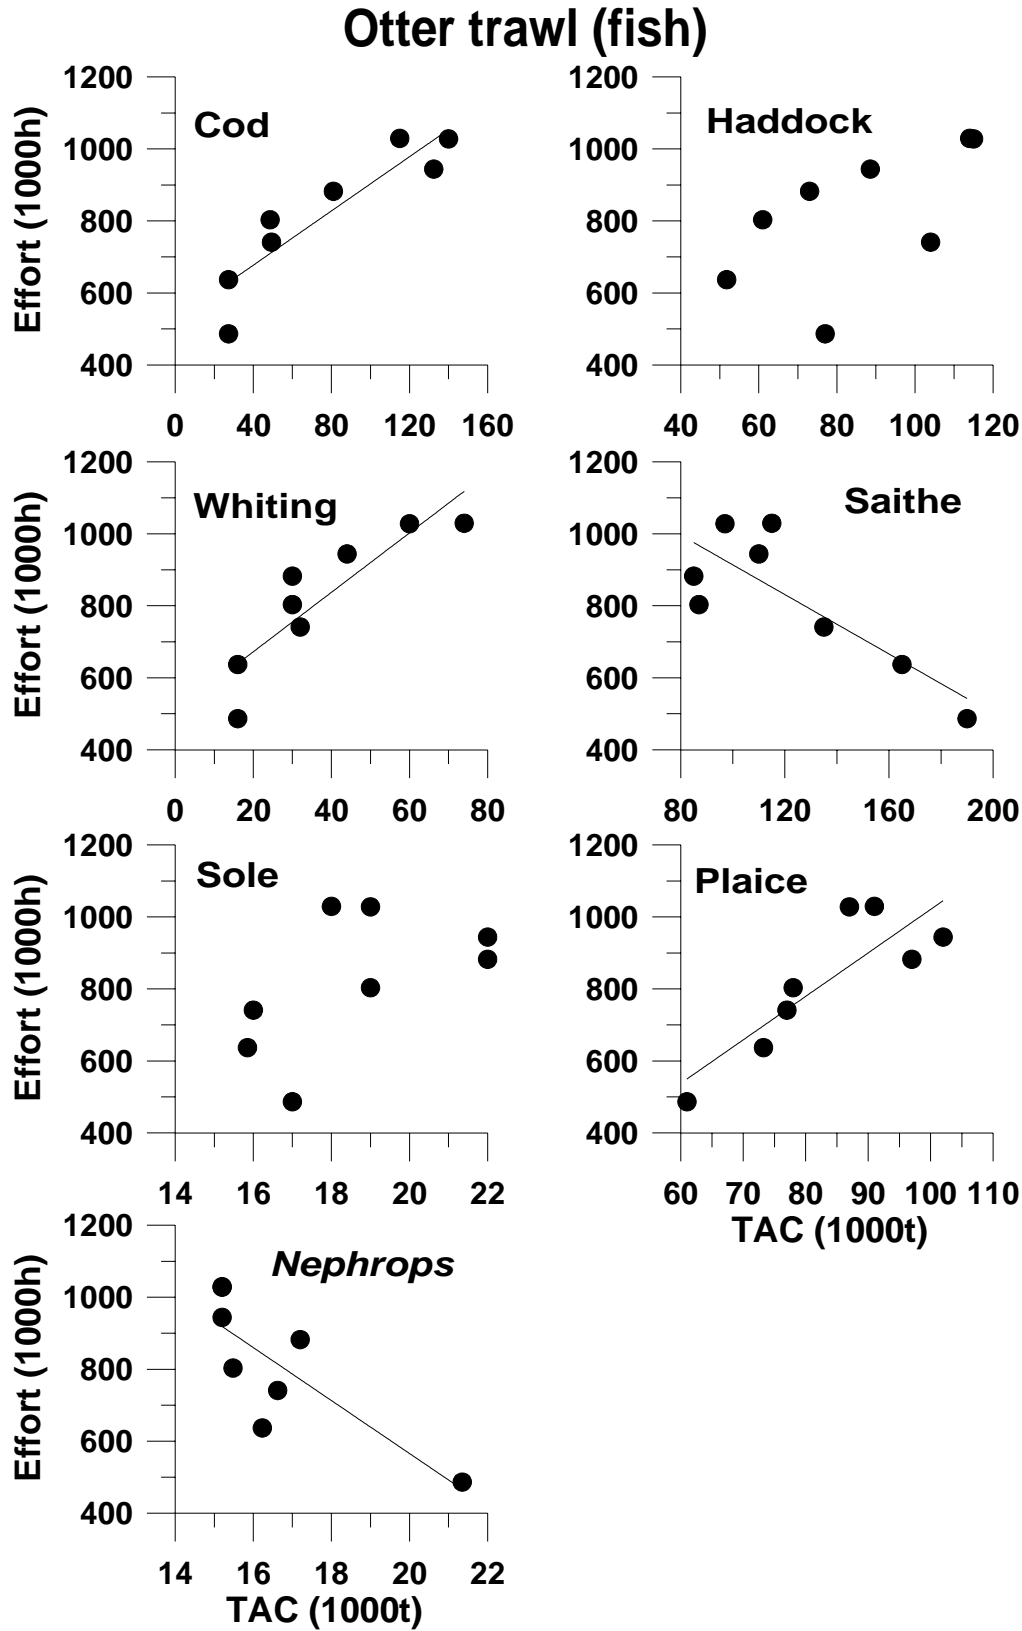 Otter trawl (fish)
1200
1000
800
600
400
Effort (1000h)
Cod
0 40 80 120 160
1200
1000
800
600
400
Haddock
40 60 80 100 120
1200
1000
800
600
400
Effort (1000h)
Whiting
0 20 40 60 80
1200
1000
800
600
400
Saithe
80 120 160 200
1200
1000
800
600
400
Effort (1000h)
Sole
14 16 18 20 22
1200
1000
800
600
400
Plaice
60 70 80 90 100 110
TAC (1000t)
1200
1000
800
600
400
Effort (1000h)
Nephrops
14 16 18 20 22
TAC (1000t)